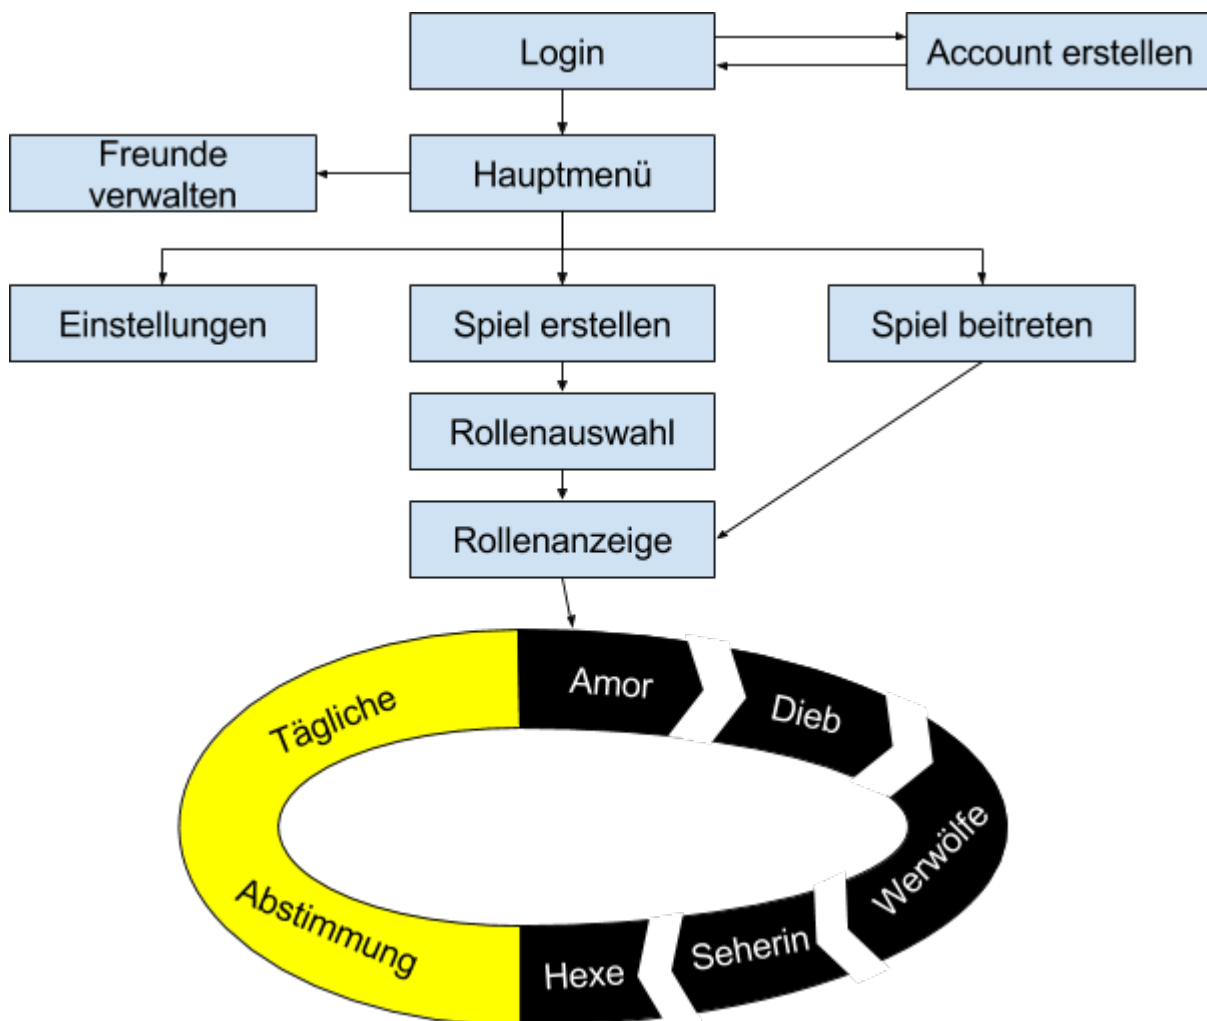 Login
Account erstellen
Freunde
verwalten
Hauptmenü
Einstellungen
Spiel erstellen
Spiel beitreten
Rollenauswahl
Rollenanzeige
Amor
Dieb
Werwölfe
Seherin
Hexe
Tägliche
Abstimmung